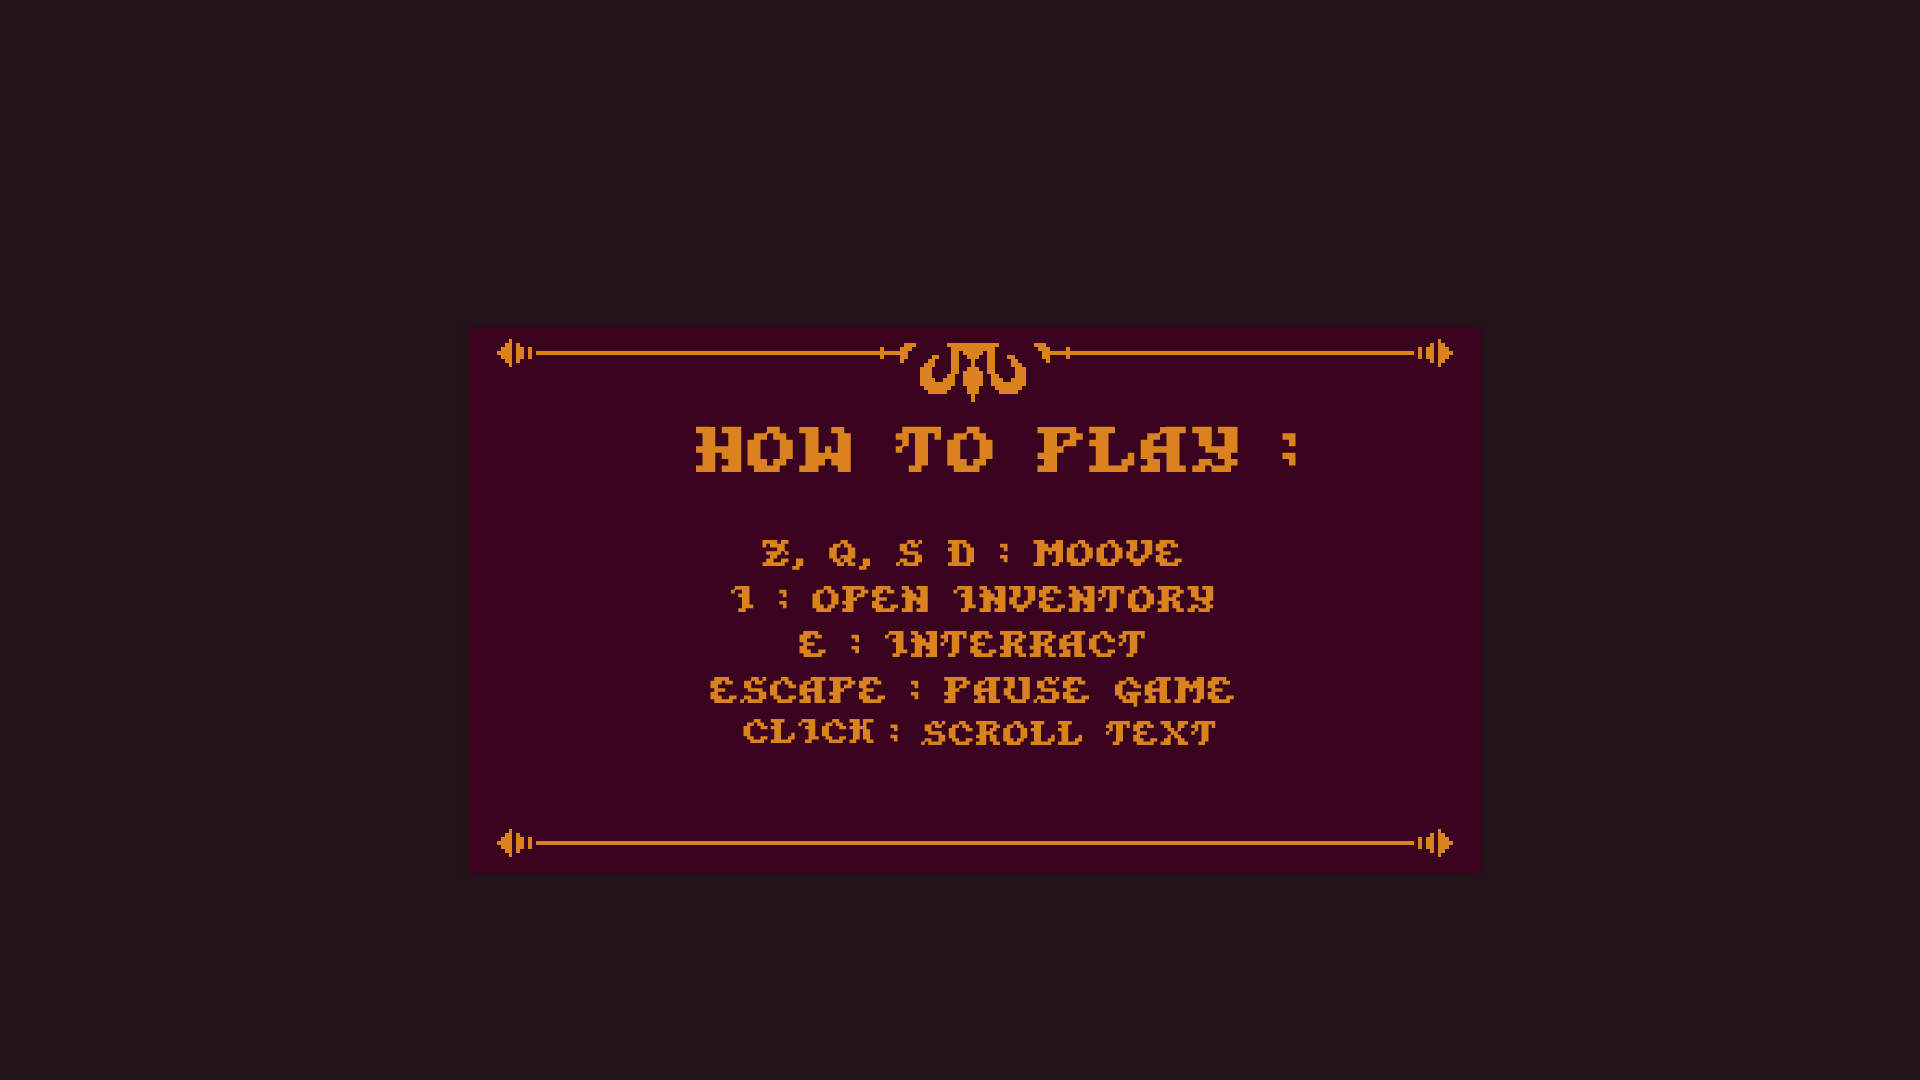 HOW TO PLAY :
Z, Q, S D : MOOVE
I : OPEN INVENTORY
E : INTERRACT
ESCAPE : PAUSE GAME
CLICK : SCROLL TEXT